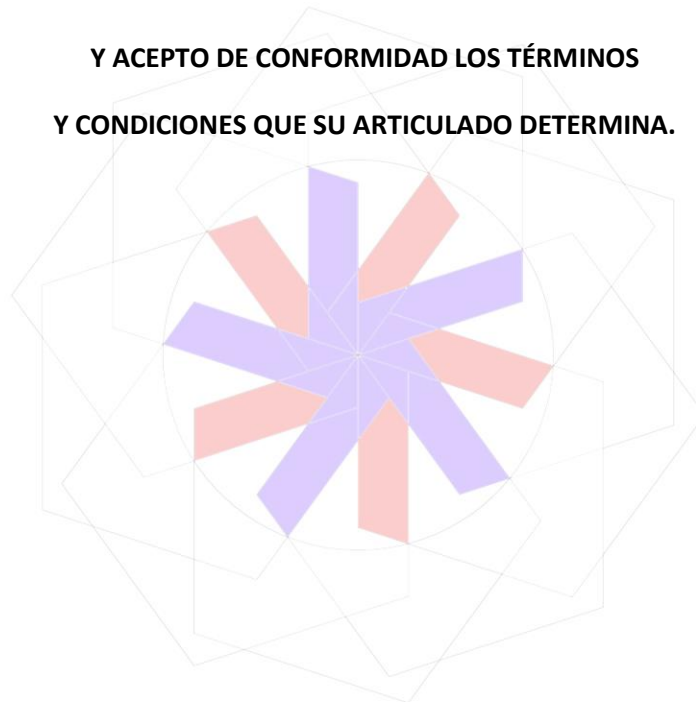 Y ACEPTO DE CONFORMIDAD LOS TÉRMINOS
Y CONDICIONES QUE SU ARTICULADO DETERMINA.